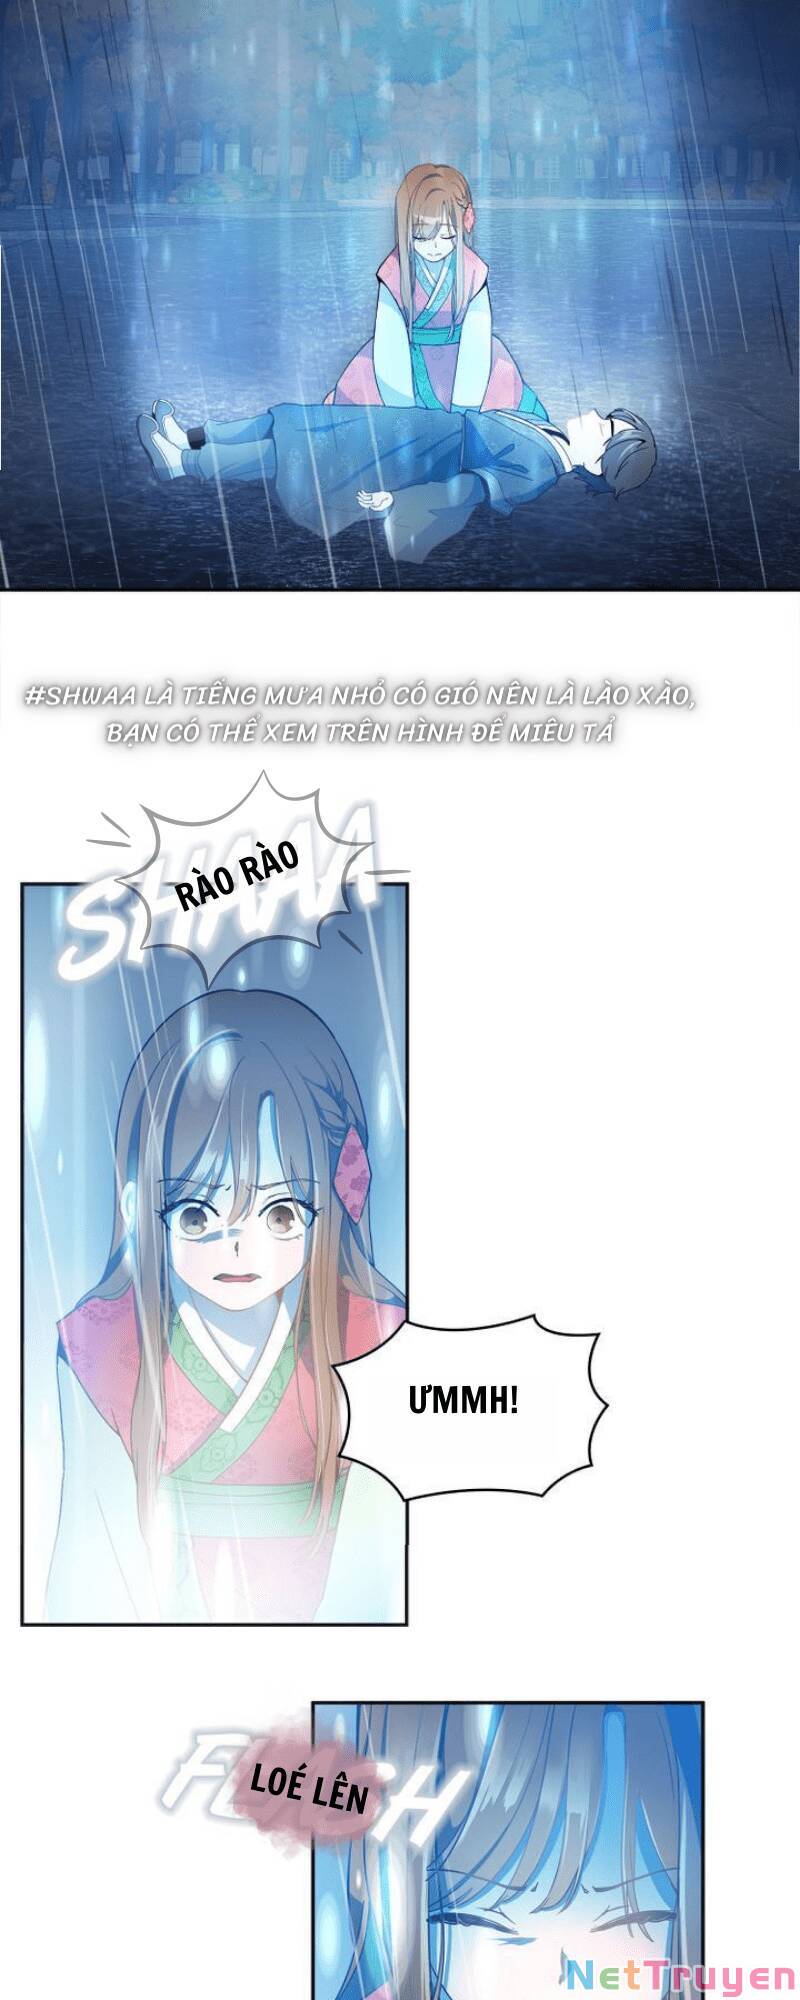 #SHWAA LÀ TIẾNG MƯA NHỎ CÓ GIÓ NÊN LÀ LÀO XÀO,
BẠN CÓ THỂ XEM TRÊN HÌNH ĐỂ MIÊU TẢ
SHAAA
RÀO RÀO
ƯMMH!
FLASH
LOÉ LÊN
NetTruyen